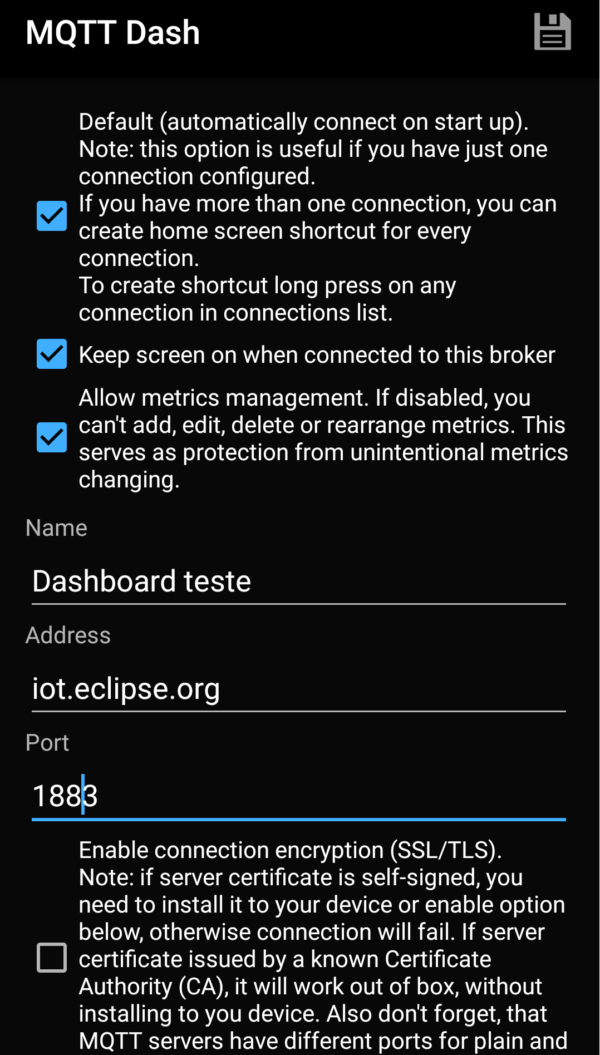 MQTT Dash
Default (automatically connect on start up).
Note: this option is useful if you have just one
connection configured.
If you have more than one connection, you can
create home screen shortcut for every
connection.
To create shortcut long press on any
connection in connections list.
Keep screen on when connected to this broker
Allow metrics management. If disabled, you
can't add, edit, delete or rearrange metrics. This
serves as protection from unintentional metrics
changing.
Name
Dashboard teste
Address
iot.eclipse.org
Port
1883
Enable connection encryption (SSL/TLS).
Note: if server certificate is self-signed, you
need to install it to your device or enable option
below, otherwise connection will fail. If server
certificate issued by a known Certificate
Authority (CA), it will work out of box, without
installing to you device. Also don't forget, that
MQTT servers have different ports for plain and